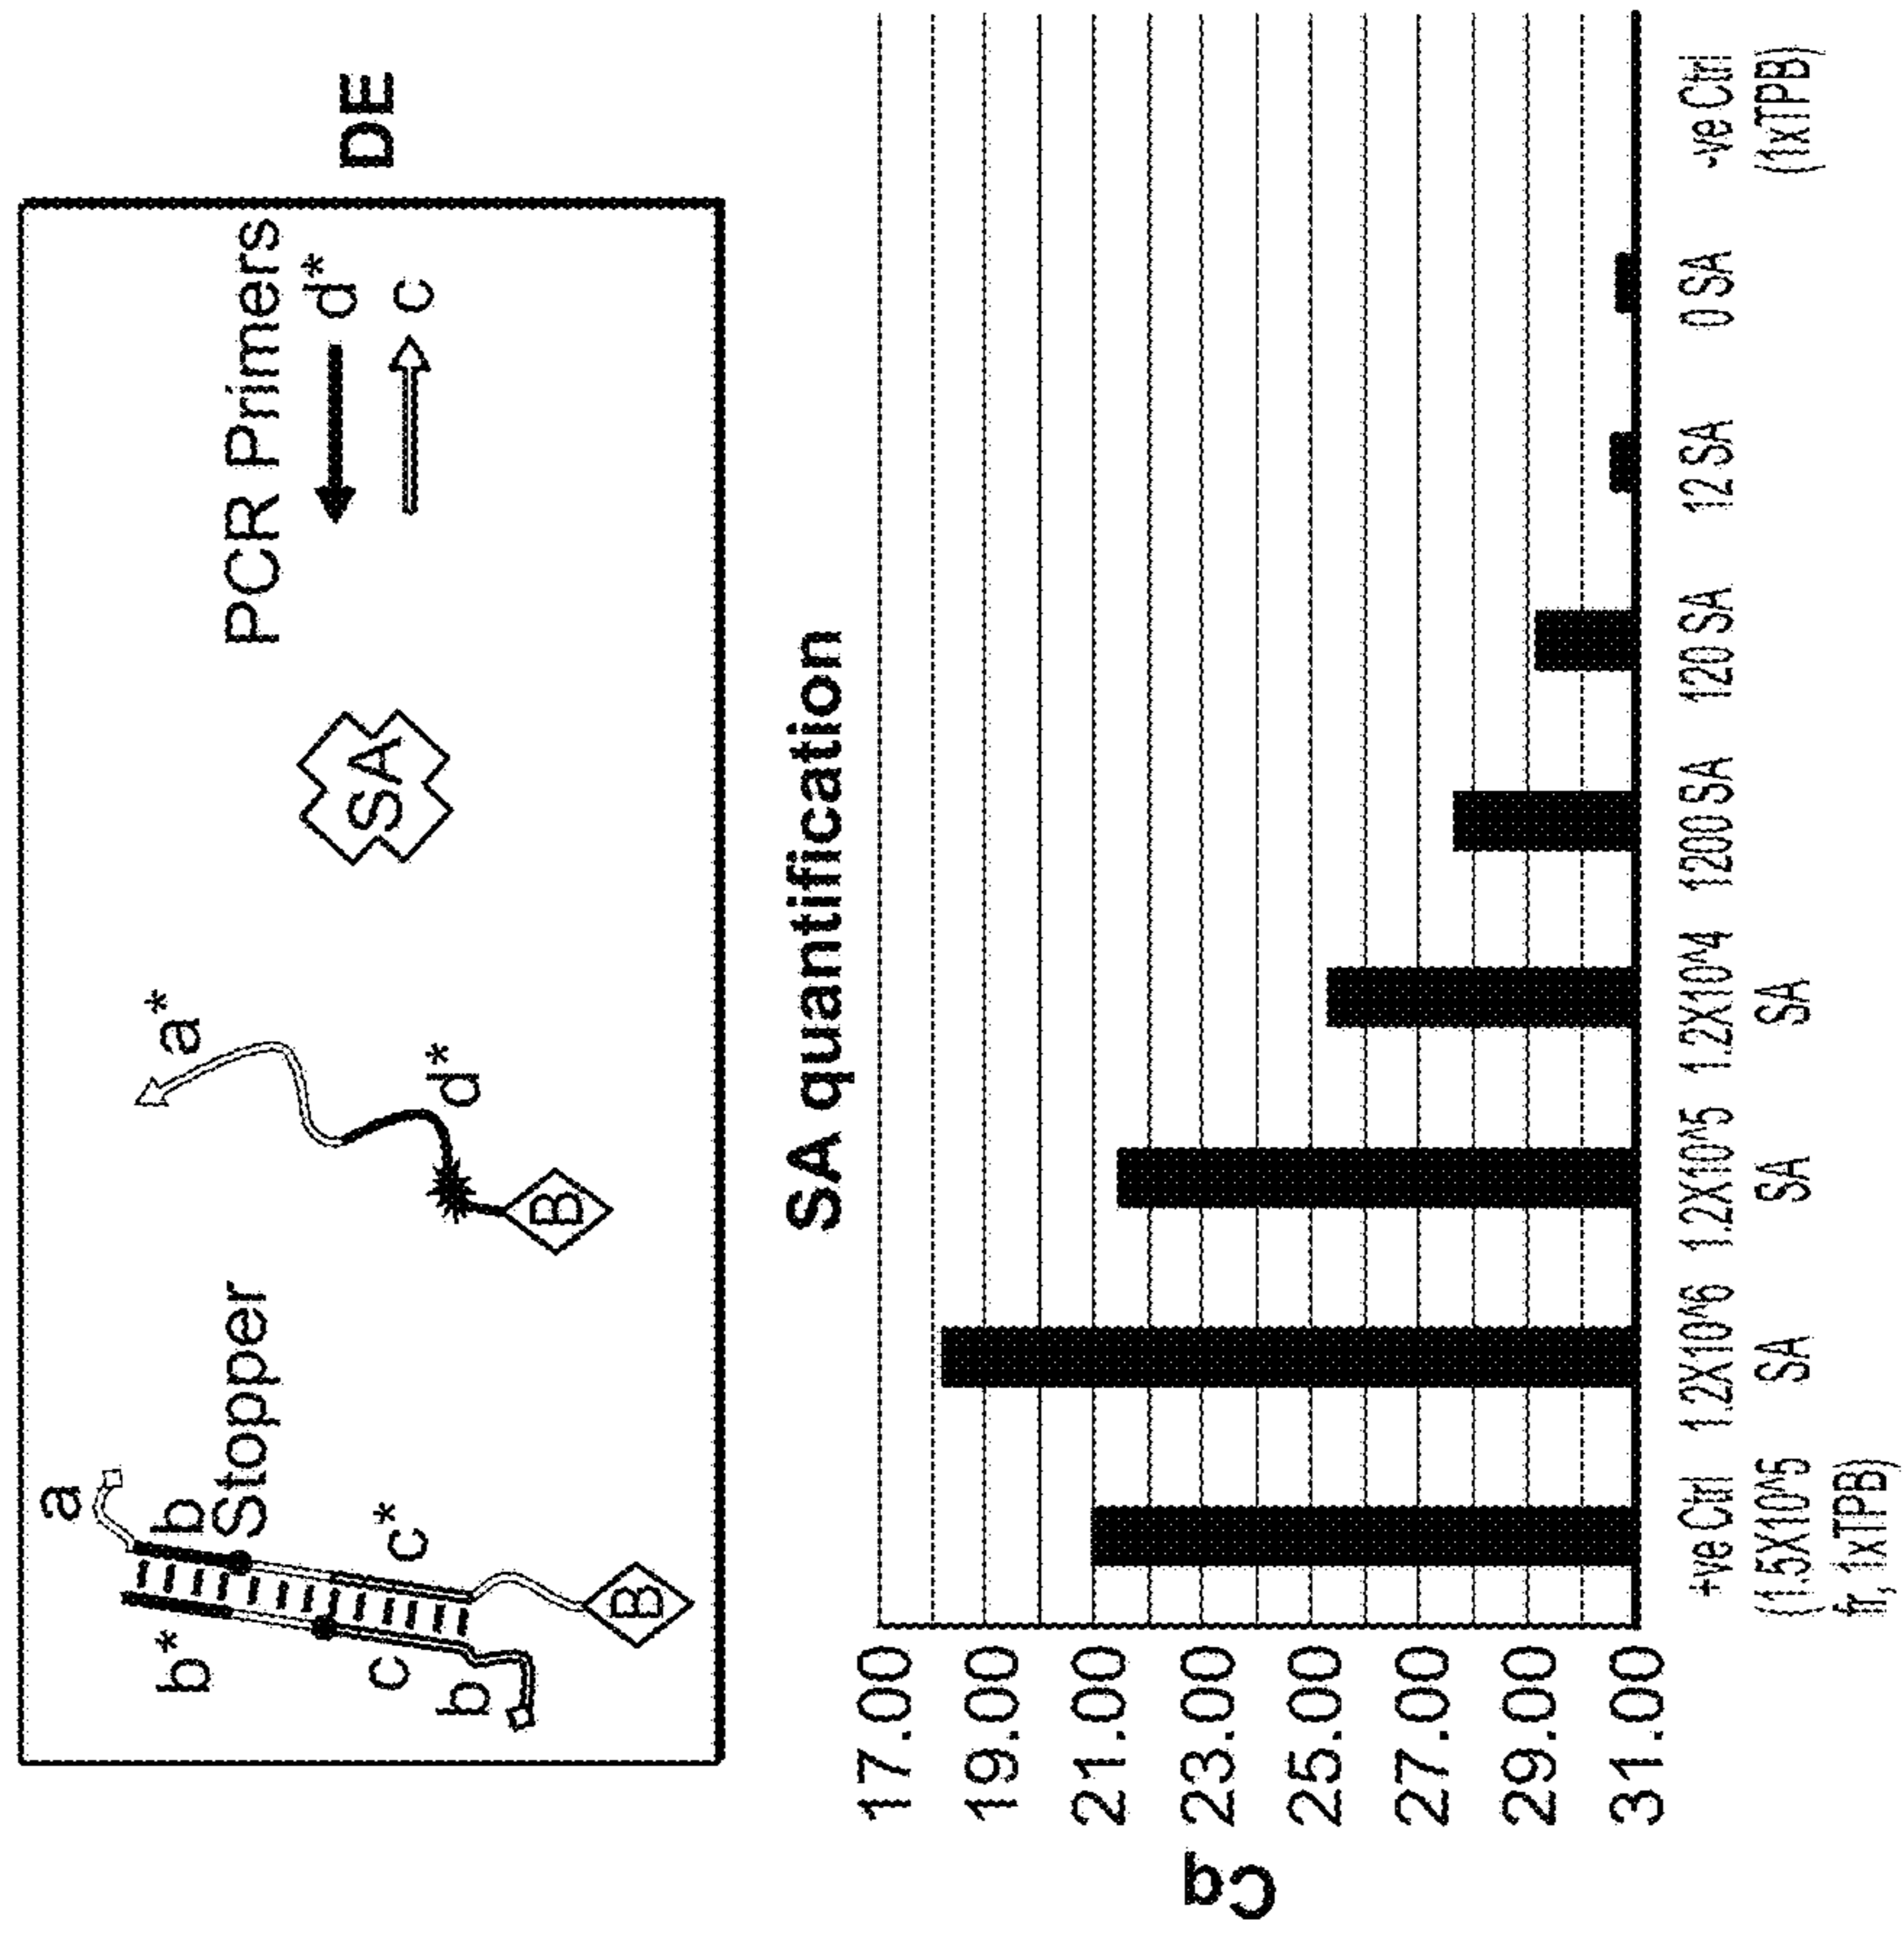 a
b*
b
Stopper
c
c*
b
B
a*
d*
B
SA
PCR Primers
d*
c
DE
SA quantification
Cq
17.00
19.00
21.00
23.00
25.00
27.00
29.00
31.00
+ve Ctrl
(1.5X10^5
fr, 1xTPB)
1.2X10^6
SA
1.2X10^5
SA
1.2X10^4
SA
1200 SA
120 SA
12 SA
0 SA
-ve Ctrl
(1xTPB)